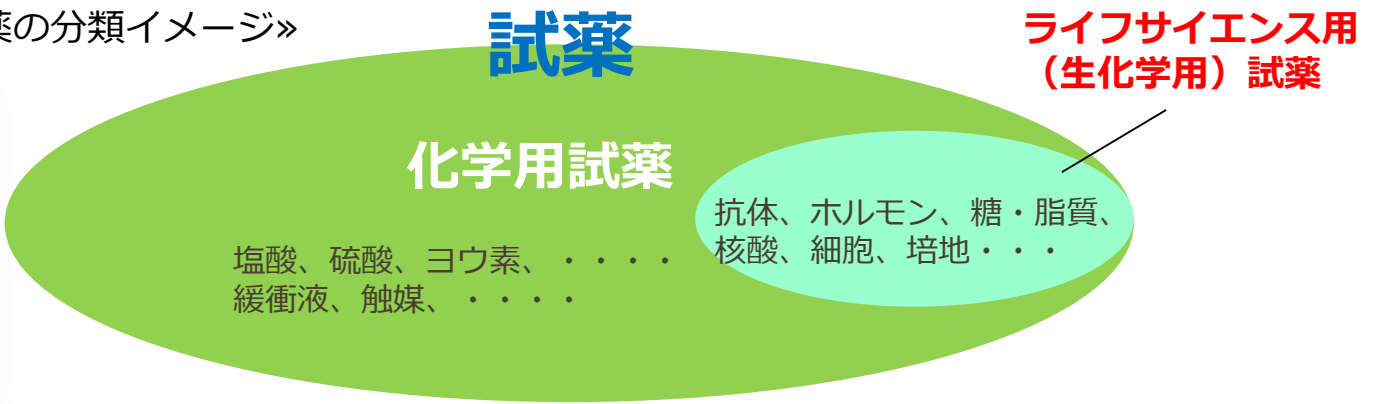 薬の分類イメージ»
試薬
ライフサイエンス用
（生化学用）試薬
化学用試薬
抗体、ホルモン、糖・脂質、
核酸、細胞、培地・・・
塩酸、硫酸、ヨウ素、・・・・
緩衝液、触媒、・・・・